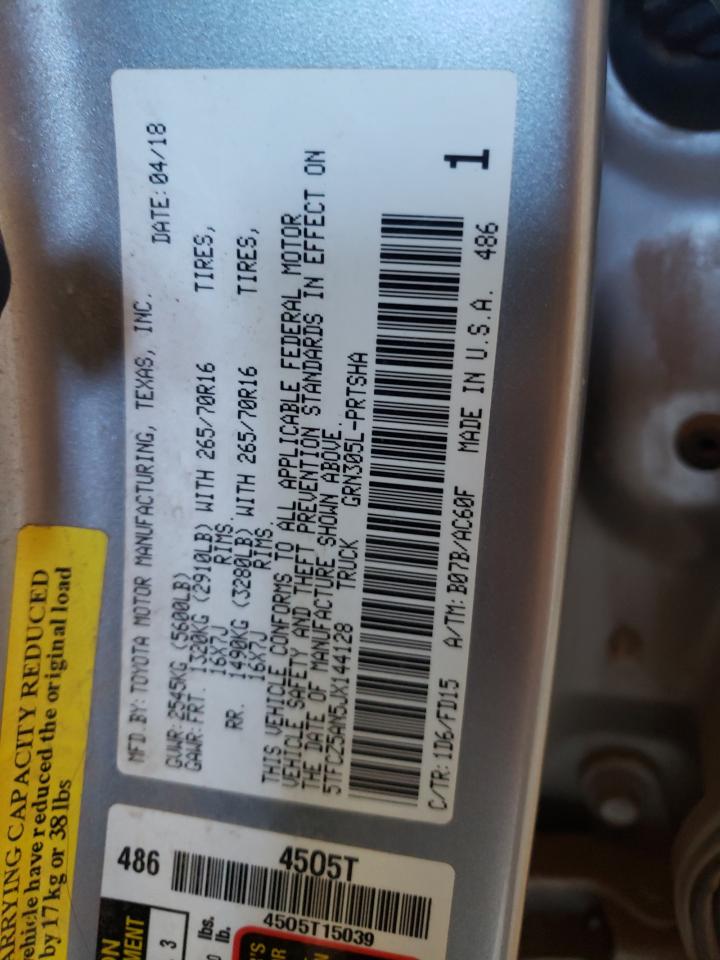 MFD.BY: TOYOTA MOTOR MANUFACTURING, TEXAS, INC. DATE: 04/18
GVWR: 2545KG (5600LB)
GAWR: FRT. 1320KG (2910LB) WITH 265/70R16 TIRES,
16X7J RIMS.
RR. 1490KG (3280LB) WITH 265/70R16 TIRES,
16X7J RIMS.
THIS VEHICLE CONFORMS TO ALL APPLICABLE FEDERAL MOTOR
VEHICLE SAFETY AND THEFT PREVENTION STANDARDS IN EFFECT ON
THE DATE OF MANUFACTURE SHOWN ABOVE.
5TFCZ5AN5JX144128 TRUCK GRN305L-PRTSHA
1
C/TR: 1D6/FD15 A/TM: B07B/AC60F MADE IN U.S.A. 486
CARRYING CAPACITY REDUCED
vehicle have reduced the original load
by 17 kg or 38 lbs
486 4505T
4505T15039
3
lbs.
lb.